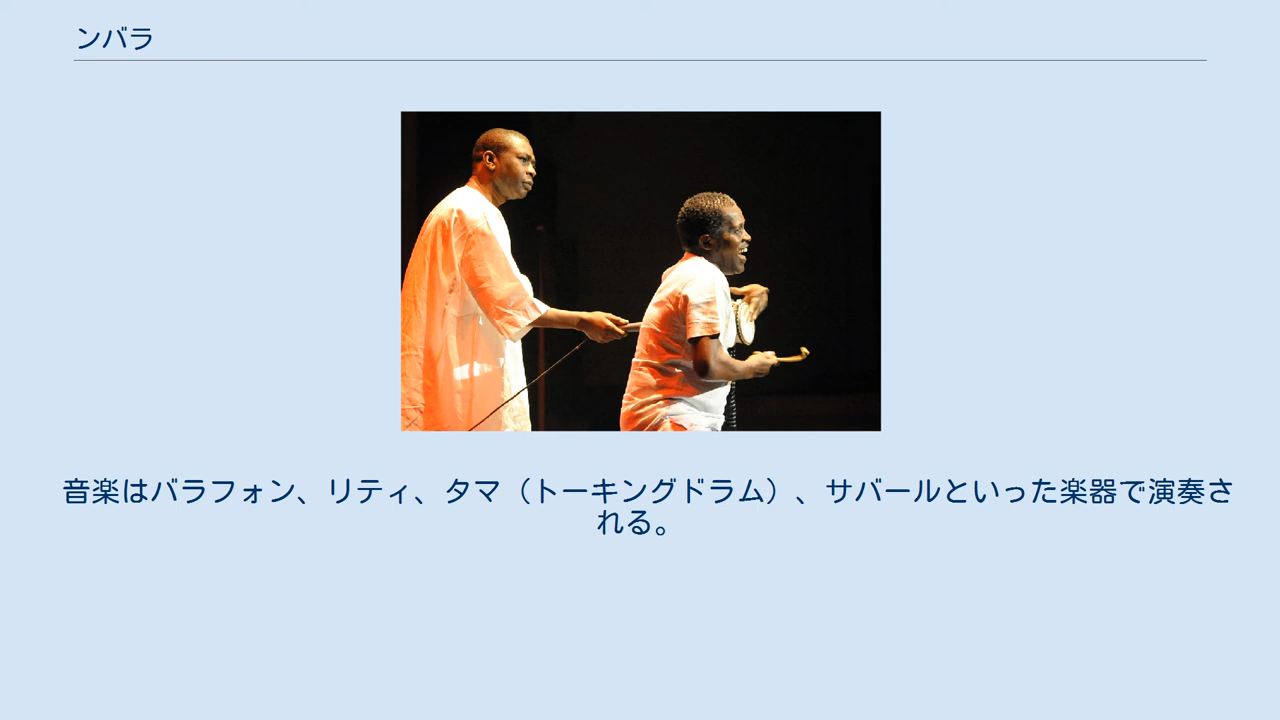 ンバラ
音楽はバラフォン、リティ、タマ（トーキングドラム）、サバールといった楽器で演奏さ
れる。